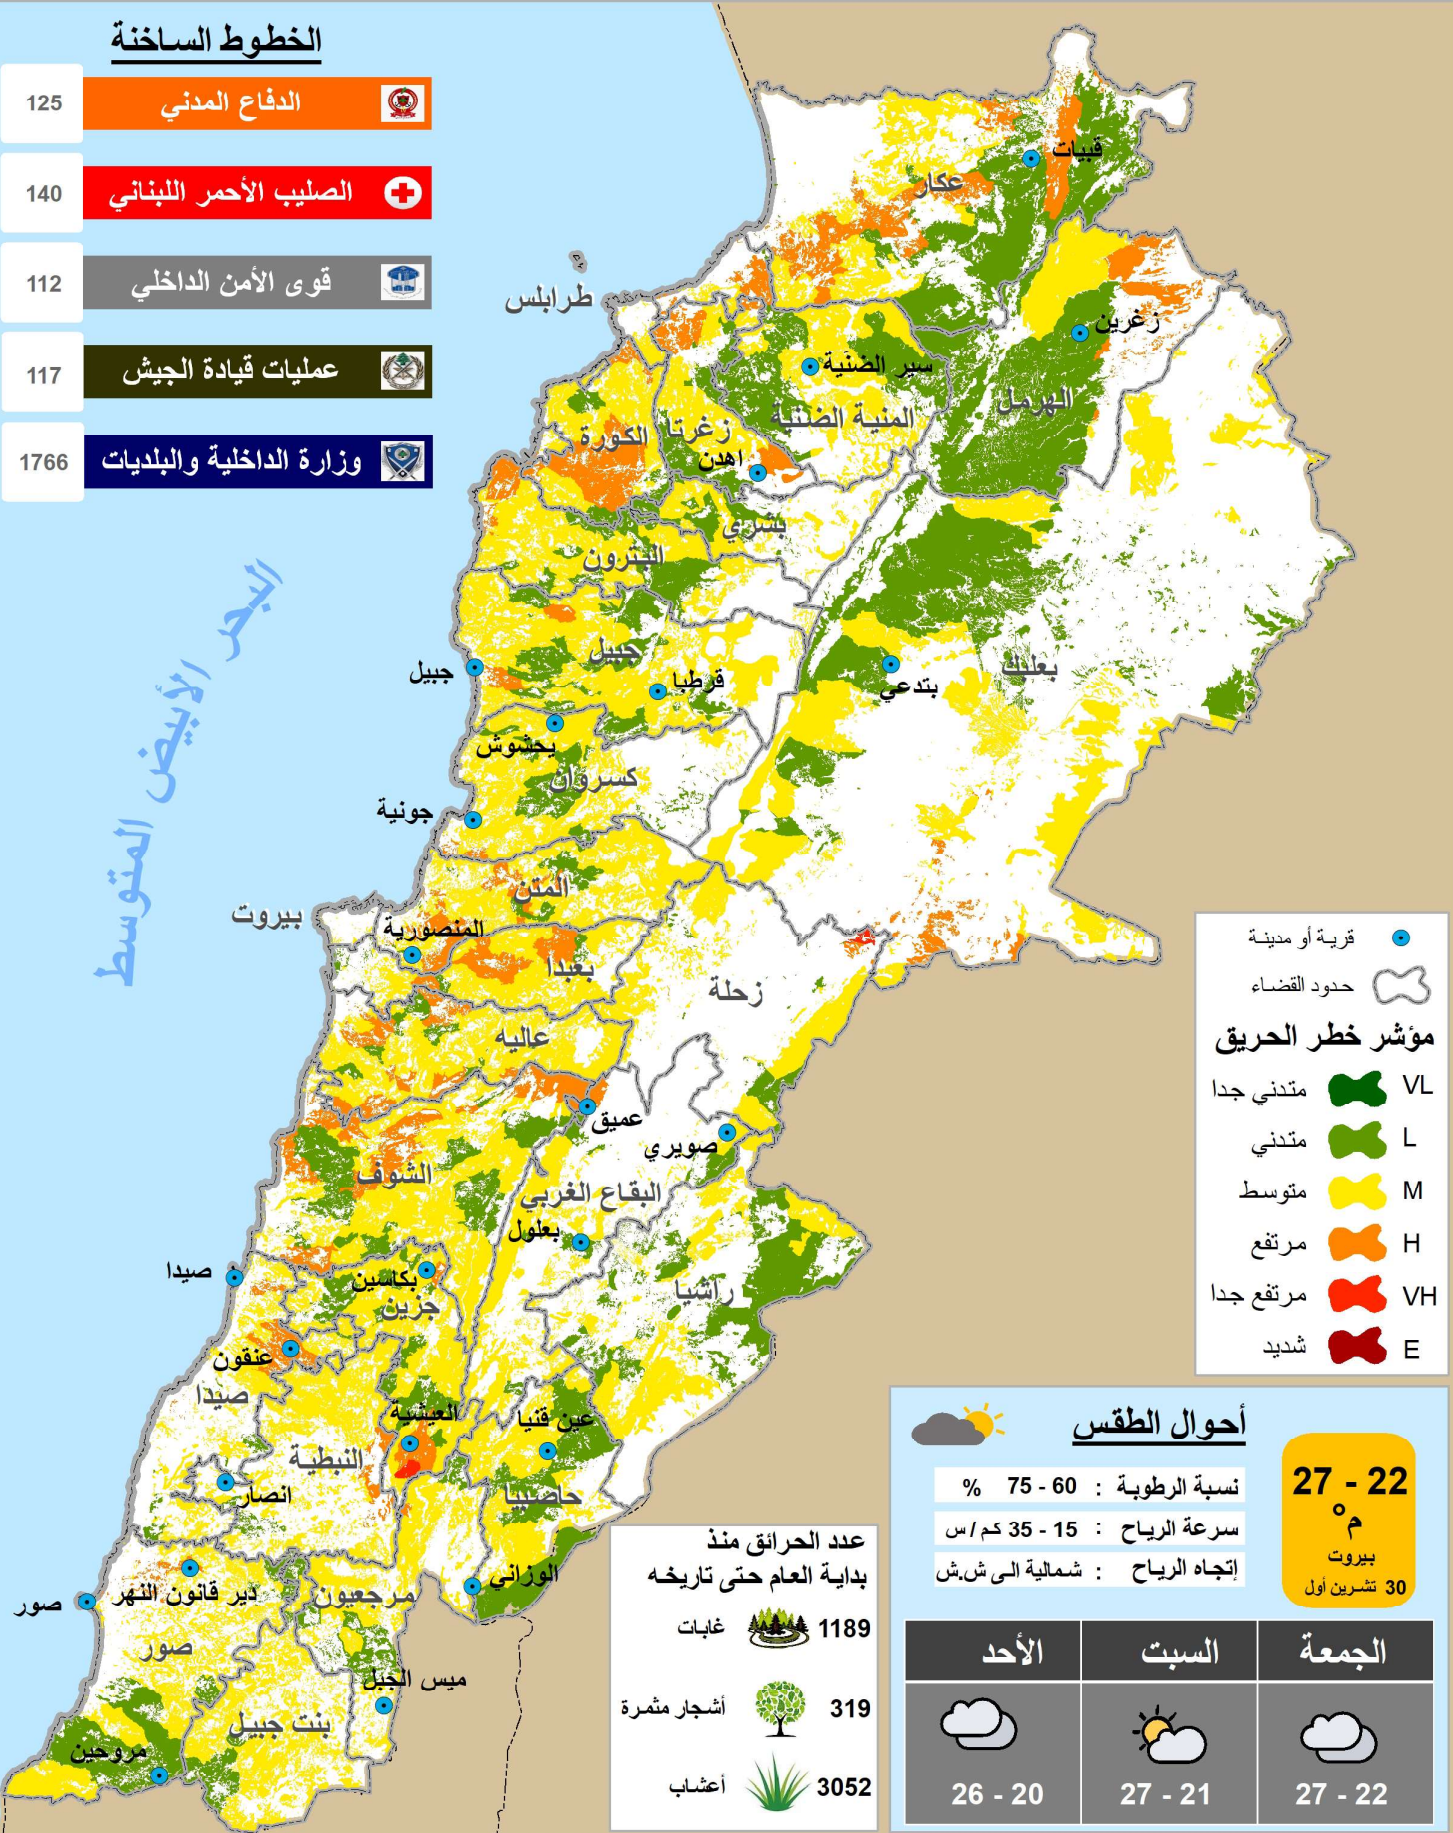 الخطوط الساخنة
الدفاع المدني 125
الصليب الأحمر اللبناني 140
قوى الأمن الداخلي 112
عمليات قيادة الجيش 117
وزارة الداخلية والبلديات 1766
البحر الأبيض المتوسط
قبيات
عكار
طرابلس
زغرين
سير الضنية
الهرمل
المنية الضنية
زغرتا
الكورة
اهدن
بشري
البترون
جبيل
جبيل
قرطبا
بتدعي
بعلبك
يحشوش
كسروان
جونية
المتن
بيروت
المنصورية
بعبدا
زحلة
عاليه
عميق
صويري
الشوف
البقاع الغربي
بعلول
صيدا
بكاسين
جزين
راشيا
عنقون
صيدا
العيشية
عين قنيا
النبطية
انصار
حاصبيا
الوزاني
دير قانون النهر
مرجعيون
صور
صور
ميس الجبل
بنت جبيل
مروحين
قرية أو مدينة
حدود القضاء
مؤشر خطر الحريق
متدني جدا VL
متدني L
متوسط M
مرتفع H
مرتفع جدا VH
شديد E
أحوال الطقس
نسبة الرطوبة : 60 - 75 %
سرعة الرياح : 15 - 35 كم / س
إتجاه الرياح : شمالية الى ش.ش
22 - 27
م°
بيروت
30 تشرين أول
الجمعة
22 - 27
السبت
21 - 27
الأحد
20 - 26
عدد الحرائق منذ
بداية العام حتى تاريخه
1189 غابات
319 أشجار مثمرة
3052 أعشاب